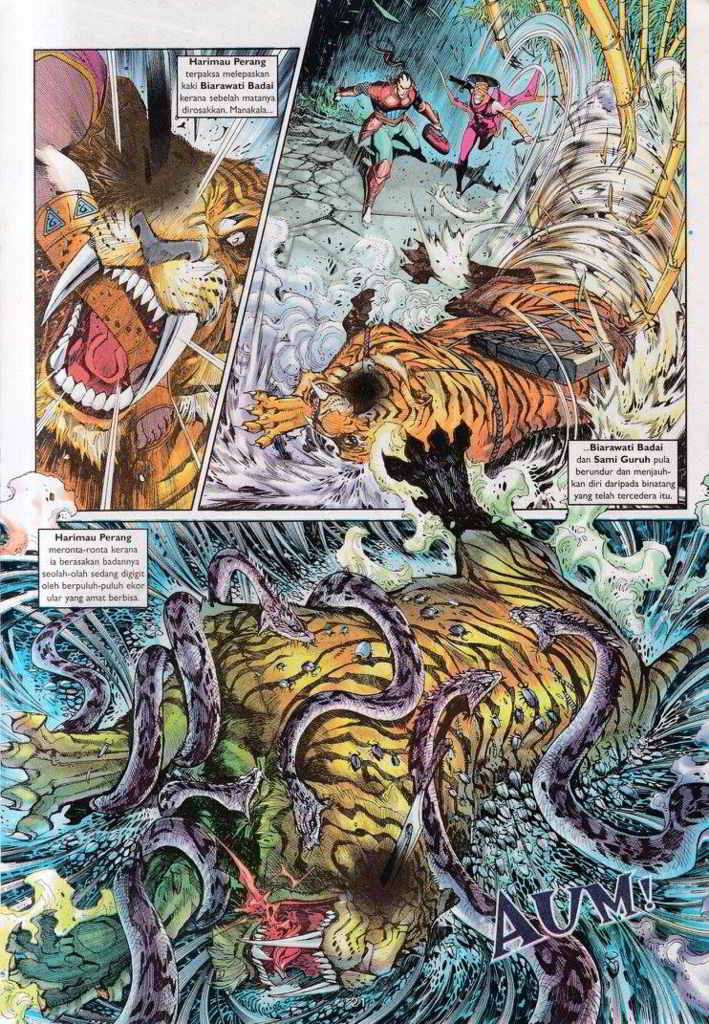 Harimau Perang
terpaksa melepaskan
kaki Biarawati Badai
kerana sebelah matanya
dirosakkan. Manakala...
...Biarawati Badai
dan Sami Guruh pula
berundur dan menjauh-
kan diri daripada binatang
yang telah tercedera itu.
Harimau Perang
meronta-ronta kerana
ia berasakan badannya
seolah-olah sedang digigit
oleh berpuluh-puluh ekor
ular yang amat berbisa.
AUM!
21